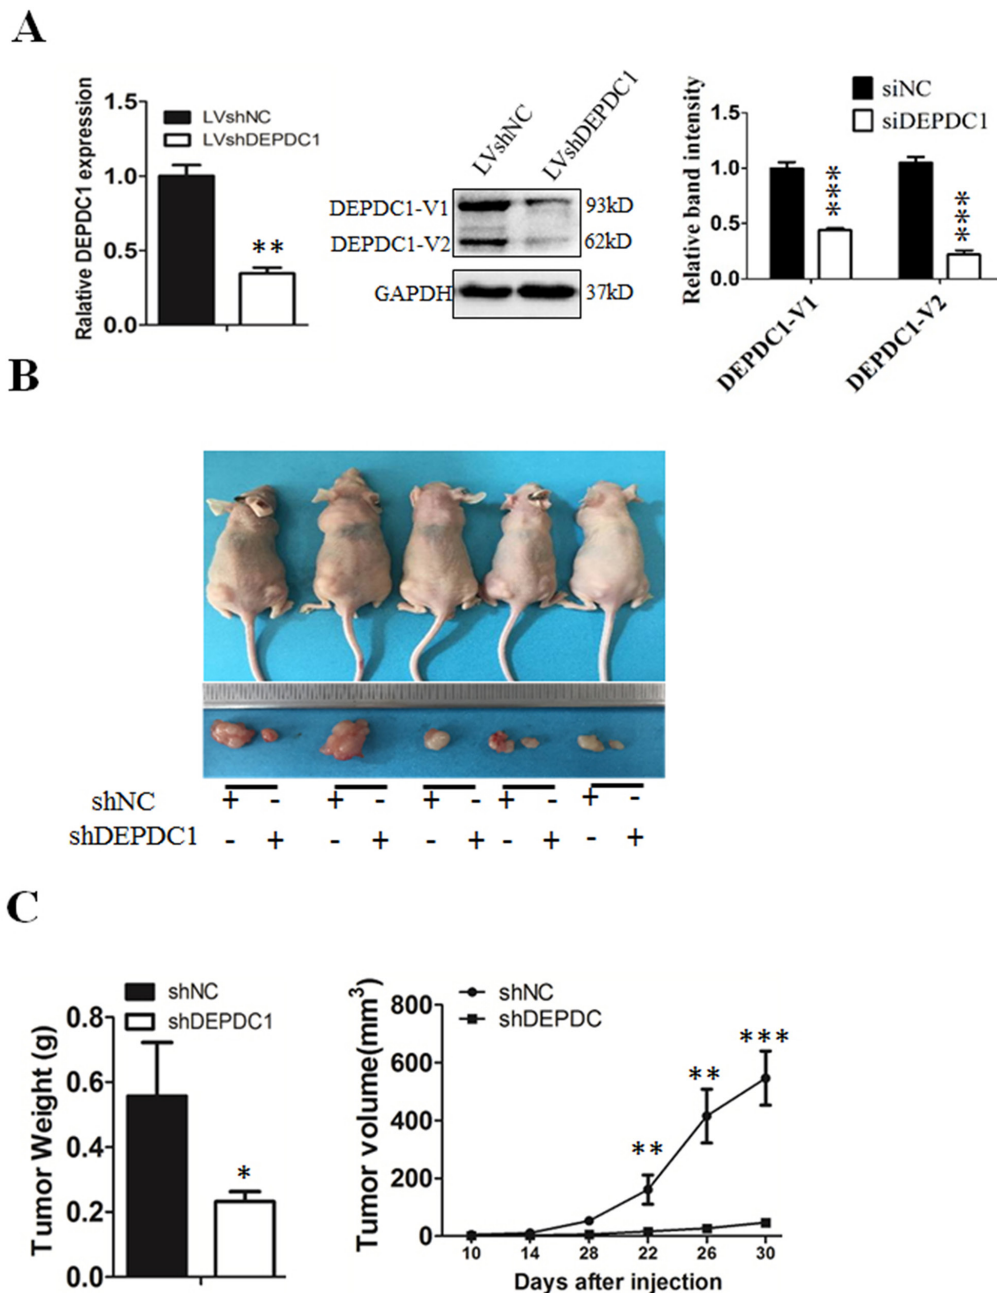 A
Ralative DEPDC1 expression
1.5
1.0
0.5
0.0
LVshNC
LVshDEPDC1
**
LVshNC
LVshDEPDC1
DEPDC1-V1
93kD
DEPDC1-V2
62kD
GAPDH
37kD
siNC
siDEPDC1
Relative band intensity
1.5
1.0
0.5
0.0
***
***
DEPDC1-V1
DEPDC1-V2
B
shNC + - + - + - + - + -
shDEPDC1 - + - + - + - + - +
C
shNC
shDEPDC1
Tumor Weight (g)
0.8
0.6
0.4
0.2
0.0
*
shNC
shDEPDC
Tumor volume(mm³)
800
600
400
200
0
**
**
***
10 14 28 22 26 30
Days after injection